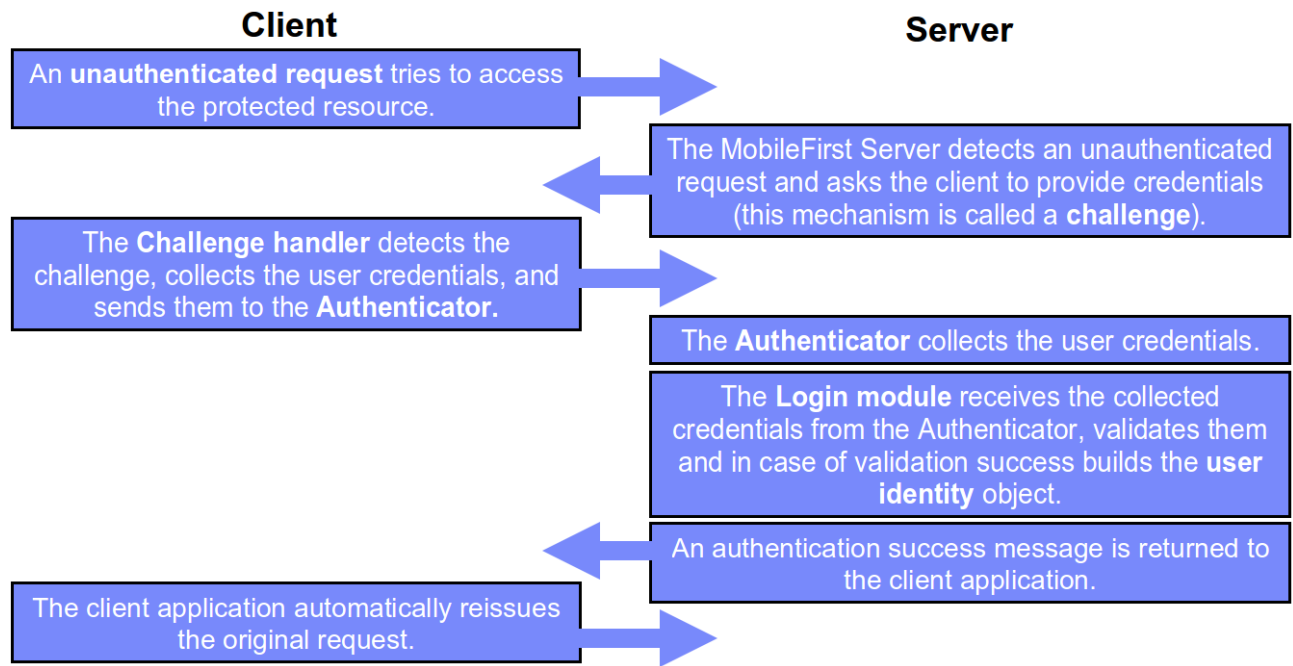 Client
Server
An unauthenticated request tries to access
the protected resource.
The MobileFirst Server detects an unauthenticated
request and asks the client to provide credentials
(this mechanism is called a challenge).
The Challenge handler detects the
challenge, collects the user credentials, and
sends them to the Authenticator.
The Authenticator collects the user credentials.
The Login module receives the collected
credentials from the Authenticator, validates them
and in case of validation success builds the user
identity object.
An authentication success message is returned to
the client application.
The client application automatically reissues
the original request.